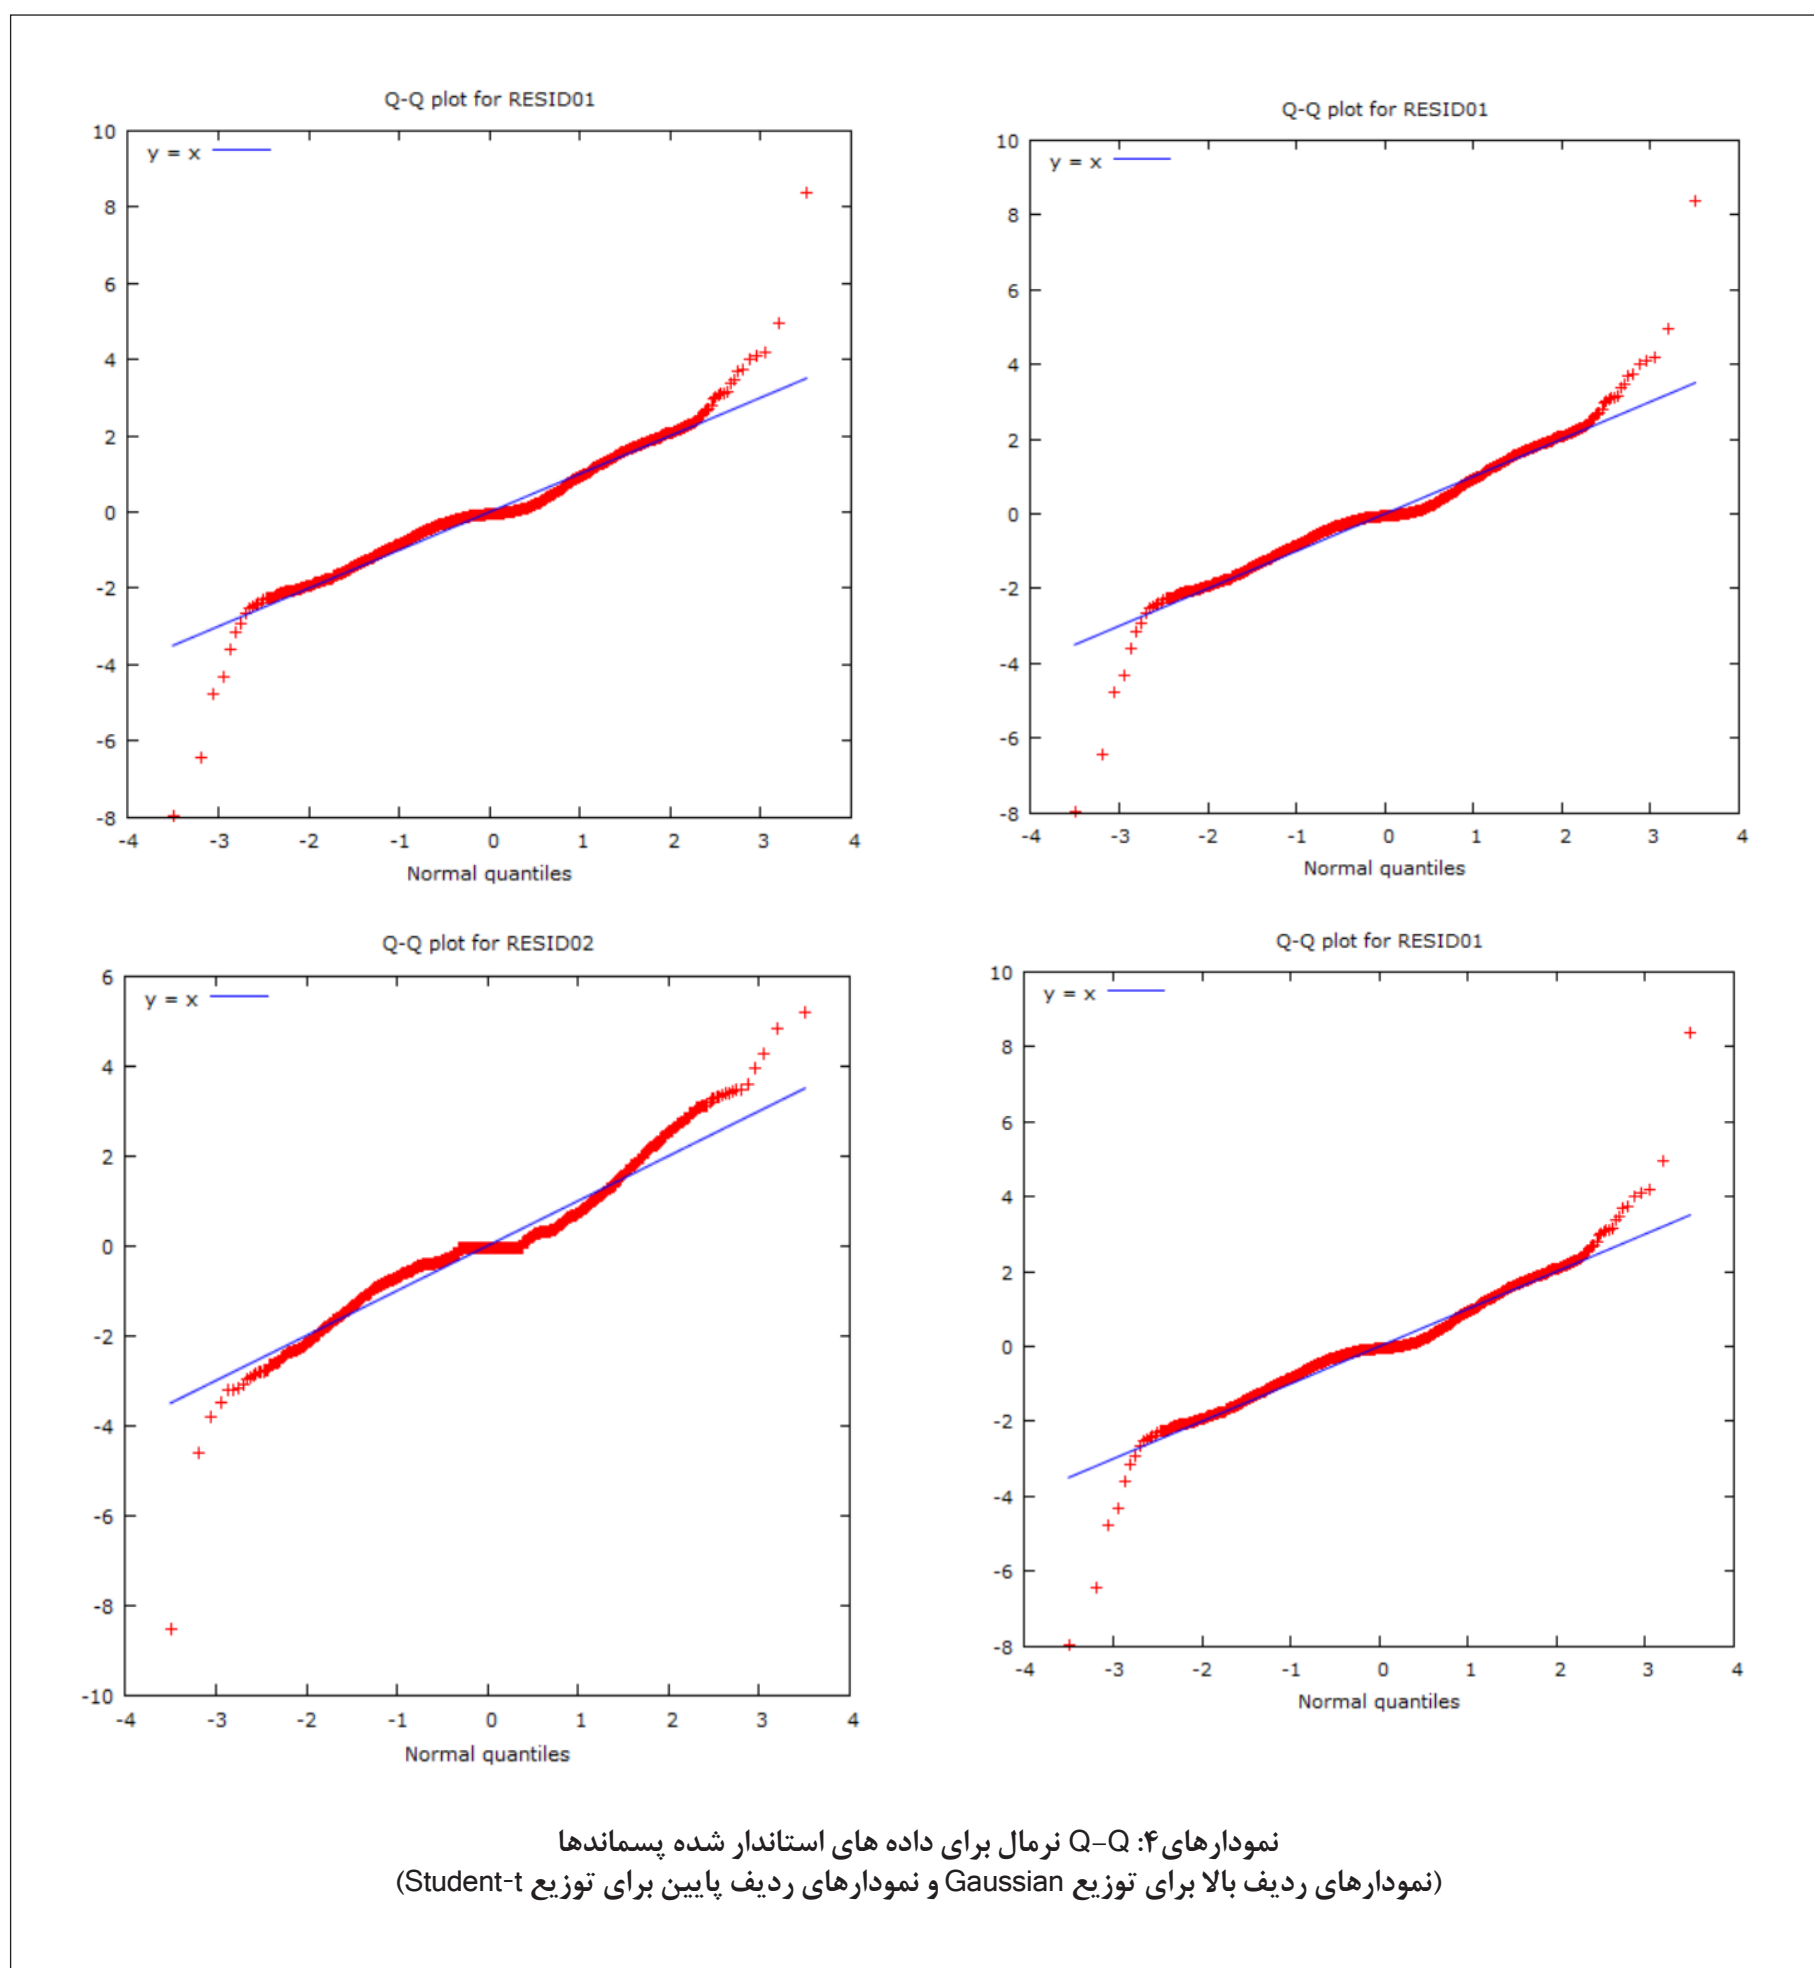 Q-Q plot for RESID01
y = x
10
8
6
4
2
0
-2
-4
-6
-8
-4 -3 -2 -1 0 1 2 3 4
Normal quantiles
Q-Q plot for RESID01
y = x
10
8
6
4
2
0
-2
-4
-6
-8
-4 -3 -2 -1 0 1 2 3 4
Normal quantiles
Q-Q plot for RESID02
y = x
6
4
2
0
-2
-4
-6
-8
-10
-4 -3 -2 -1 0 1 2 3 4
Normal quantiles
Q-Q plot for RESID01
y = x
10
8
6
4
2
0
-2
-4
-6
-8
-4 -3 -2 -1 0 1 2 3 4
Normal quantiles
نمودارهای۴: Q–Q نرمال برای داده های استاندار شده پسماندها
(نمودارهای ردیف بالا برای توزیع Gaussian و نمودارهای ردیف پایین برای توزیع Student-t)